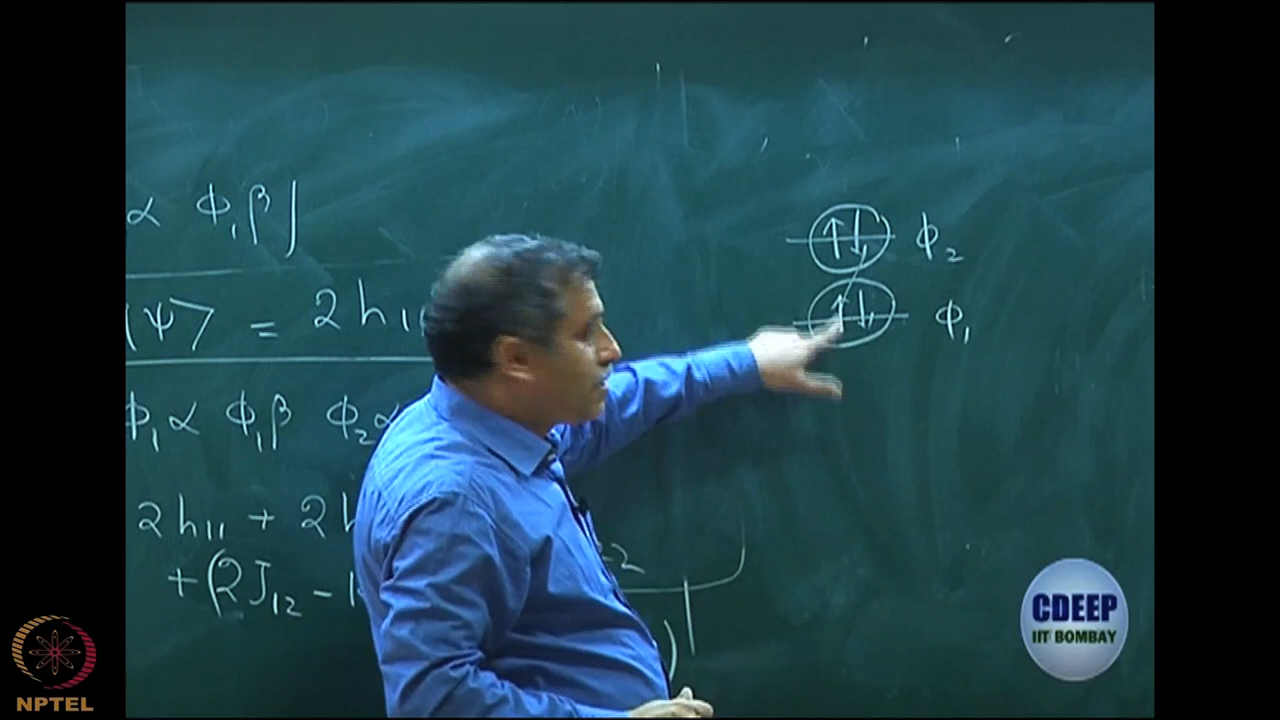 α ϕ₁β⌋
|Ψ⟩ = 2h₁
ϕ₁α ϕ₁β ϕ₂α
2h₁₁ + 2h
+(2J₁₂ -
↑↓ ϕ₂
↑↓ ϕ₁
CDEEP
IIT BOMBAY
NPTEL